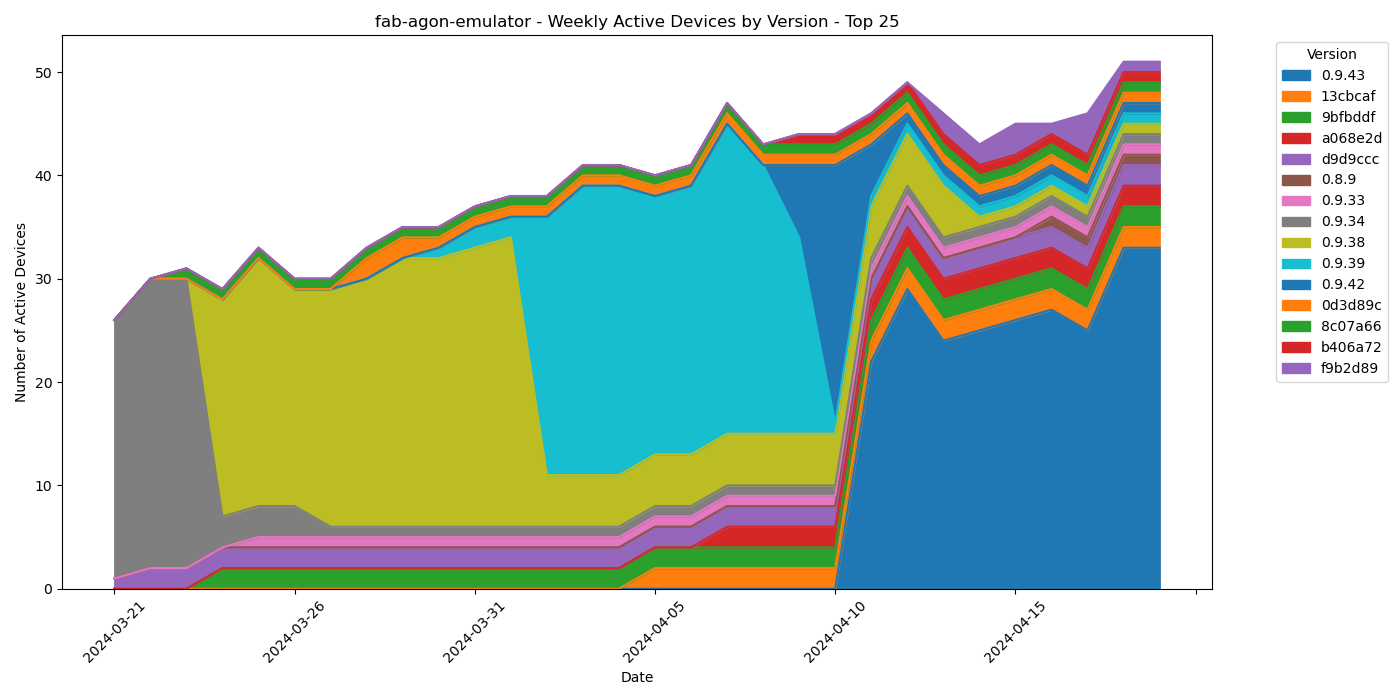 fab-agon-emulator - Weekly Active Devices by Version - Top 25
Number of Active Devices
50
40
30
20
10
0
2024-03-21
2024-03-26
2024-03-31
2024-04-05
2024-04-10
2024-04-15
Date
Version
0.9.43
13cbcaf
9bfbddf
a068e2d
d9d9ccc
0.8.9
0.9.33
0.9.34
0.9.38
0.9.39
0.9.42
0d3d89c
8c07a66
b406a72
f9b2d89